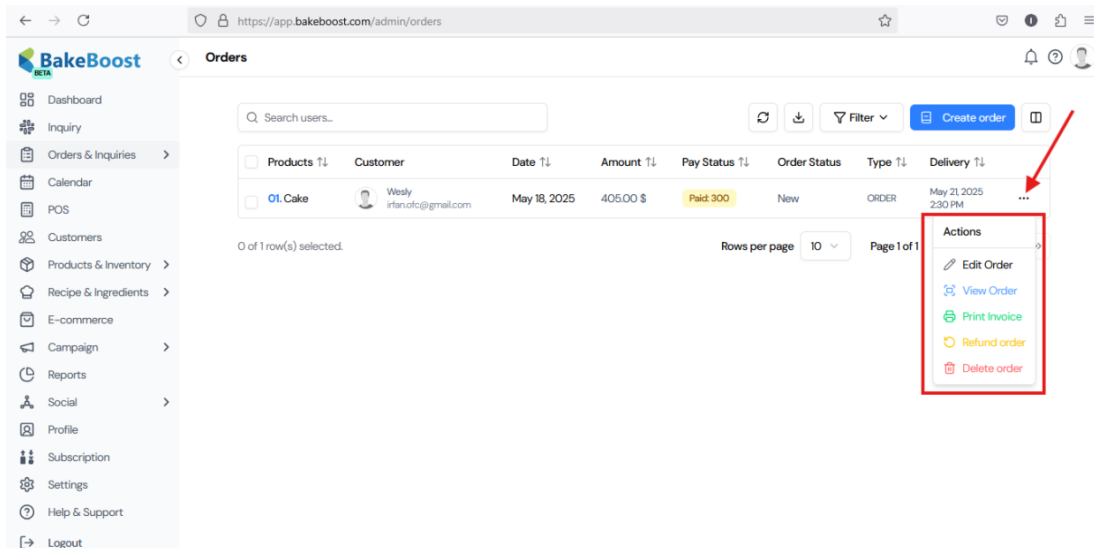 https://app.bakeboost.com/admin/orders
BakeBoost
BETA
Orders
Dashboard
Inquiry
Orders & Inquiries
Calendar
POS
Customers
Products & Inventory
Recipe & Ingredients
E-commerce
Campaign
Reports
Social
Profile
Subscription
Settings
Help & Support
Logout
Search users...
Filter
Create order
Products Customer Date Amount Pay Status Order Status Type Delivery
01. Cake Wesly May 18, 2025 405.00 $ Paid: 300 New ORDER May 21, 2025
irfan.ofc@gmail.com 2:30 PM
0 of 1 row(s) selected. Rows per page 10 Page 1 of 1
Actions
Edit Order
View Order
Print Invoice
Refund order
Delete order